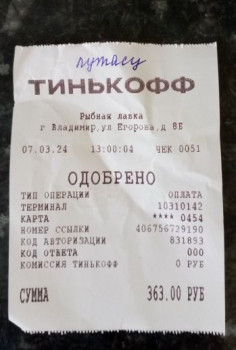 путасу
ТИНЬКОФФ
Рыбная лавка
г Владимир,ул Егорова,д 8Б
07.03.24 13:00:04 ЧЕК 0051
ОДОБРЕНО
ТИП ОПЕРАЦИИ ОПЛАТА
ТЕРМИНАЛ 10310142
КАРТА **** 0454
НОМЕР ССЫЛКИ 406756729190
КОД АВТОРИЗАЦИИ 831893
КОД ОТВЕТА 000
КОМИССИЯ ТИНЬКОФФ 0 РУБ
СУММА 363.00 РУБ